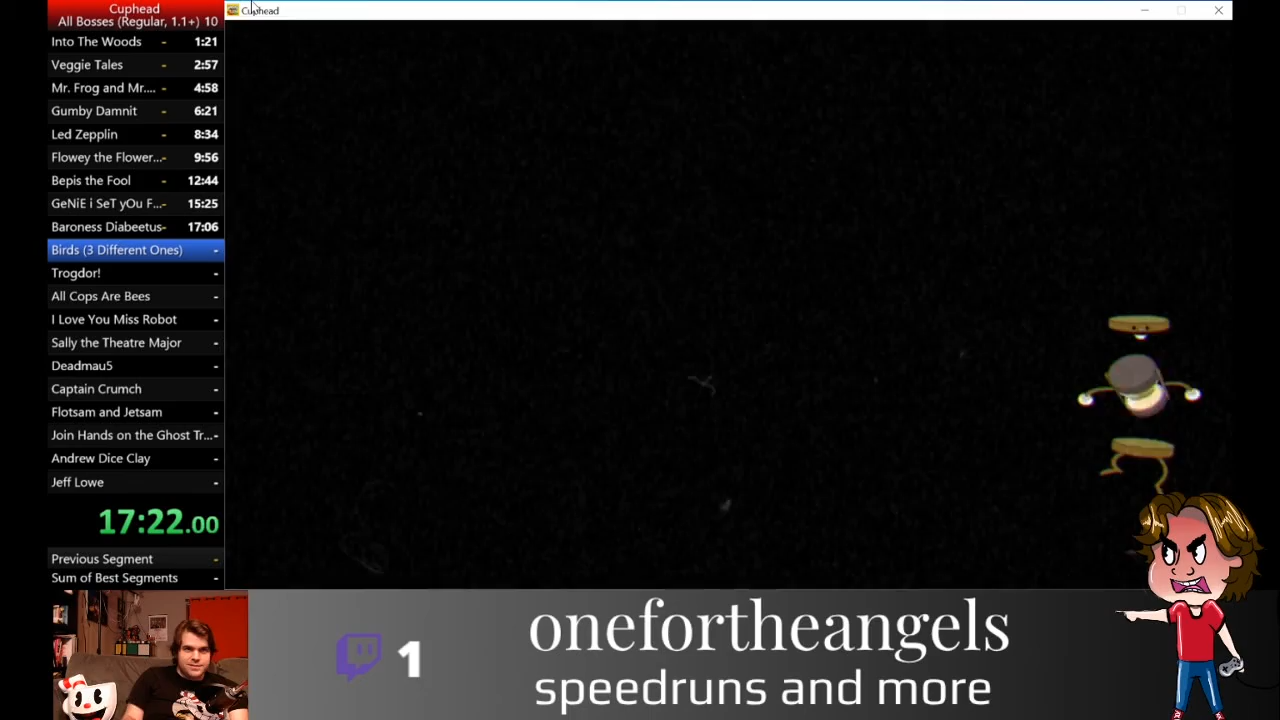 Cuphead
All Bosses (Regular, 1.1+) 10
Into The Woods - 1:21
Veggie Tales - 2:57
Mr. Frog and Mr.... - 4:58
Gumby Damnit - 6:21
Led Zepplin - 8:34
Flowey the Flower...- 9:56
Bepis the Fool - 12:44
GeNiE i SeT yOu F...- 15:25
Baroness Diabeetus- 17:06
Birds (3 Different Ones) -
Trogdor! -
All Cops Are Bees -
I Love You Miss Robot -
Sally the Theatre Major -
Deadmau5 -
Captain Crunch -
Flotsam and Jetsam -
Join Hands on the Ghost Tr...-
Andrew Dice Clay -
Jeff Lowe -
17:22.00
Previous Segment -
Sum of Best Segments -
Cuphead
1
onefortheangels
speedruns and more